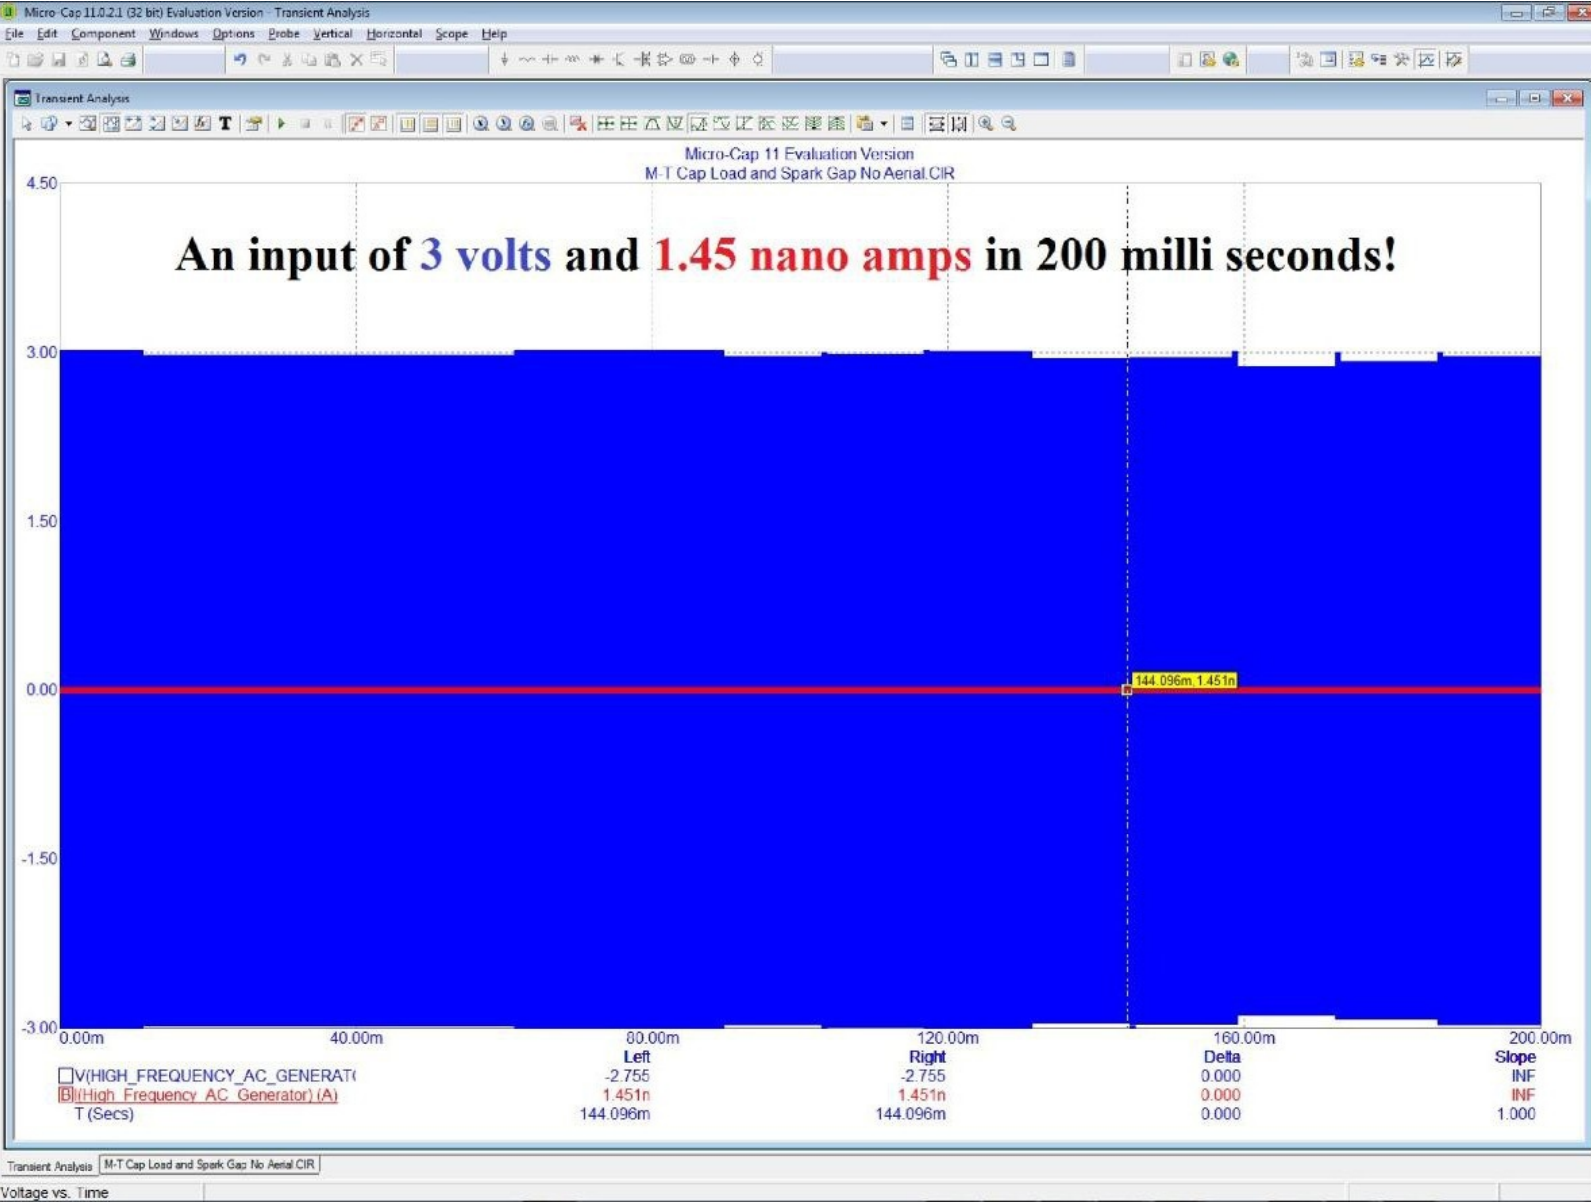 Micro-Cap 11.0.2.1 (32 bit) Evaluation Version - Transient Analysis
File Edit Component Windows Options Probe Vertical Horizontal Scope Help
Transient Analysis
T
Micro-Cap 11 Evaluation Version
M-T Cap Load and Spark Gap No Aerial.CIR
4.50
An input of 3 volts and 1.45 nano amps in 200 milli seconds!
3.00
1.50
0.00
144.096m,1.451n
-1.50
-3.00
0.00m 40.00m 80.00m 120.00m 160.00m 200.00m
Left Right Delta Slope
V(HIGH_FREQUENCY_AC_GENERAT( -2.755 -2.755 0.000 INF
B I(High_Frequency_AC_Generator) (A) 1.451n 1.451n 0.000 INF
T (Secs) 144.096m 144.096m 0.000 1.000
Transient Analysis M-T Cap Load and Spark Gap No Aerial.CIR
Voltage vs. Time